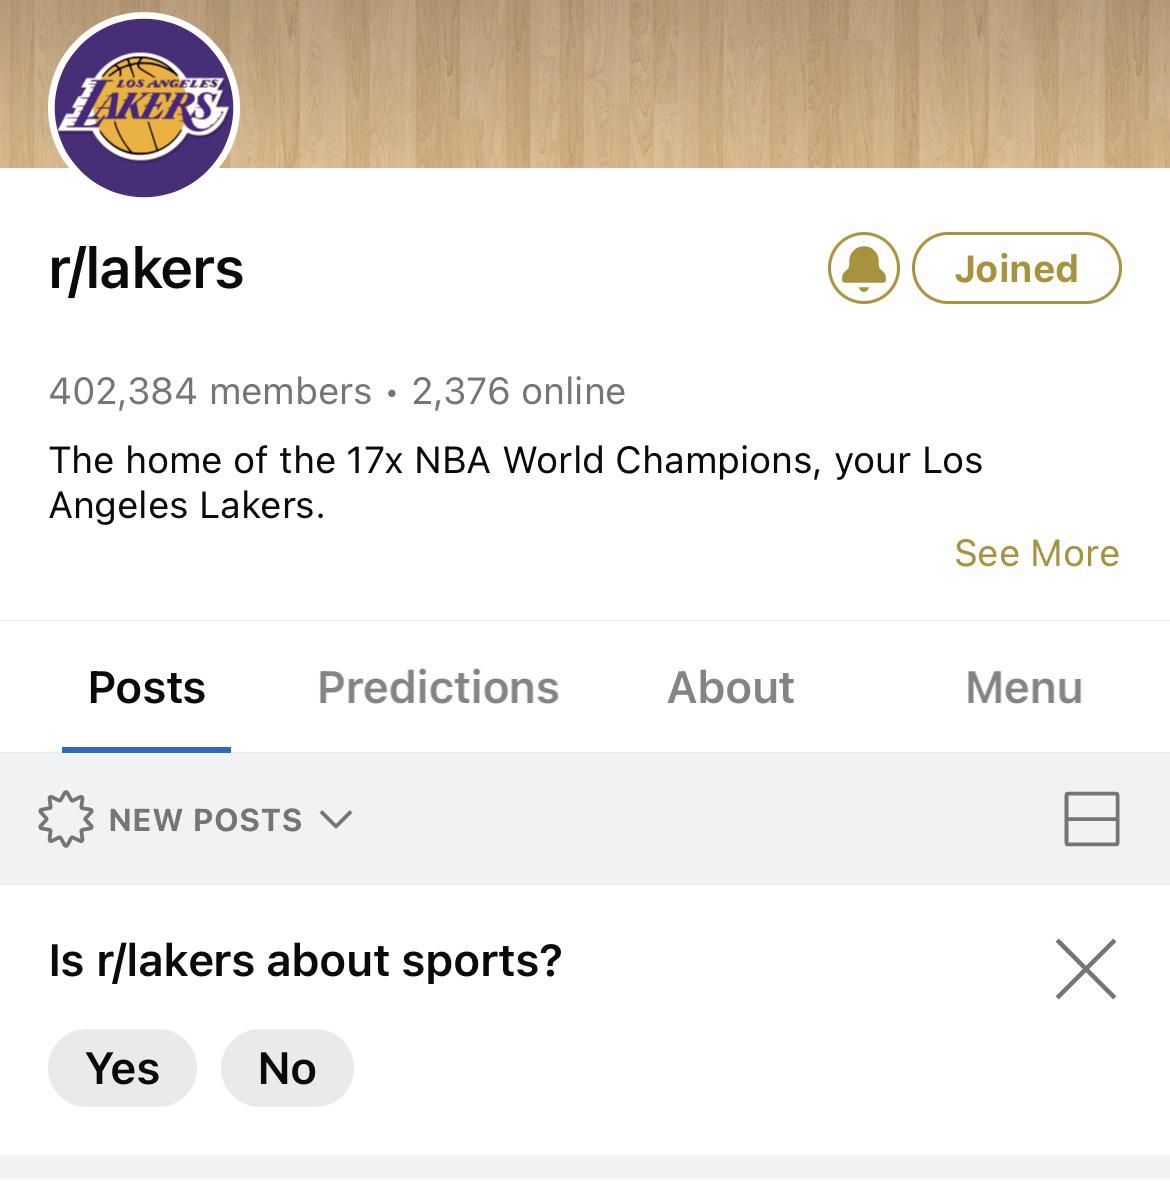 LOS ANGELES
LAKERS
r/lakers
Joined
402,384 members • 2,376 online
The home of the 17x NBA World Champions, your Los
Angeles Lakers.
See More
Posts
Predictions
About
Menu
NEW POSTS
Is r/lakers about sports?
Yes
No